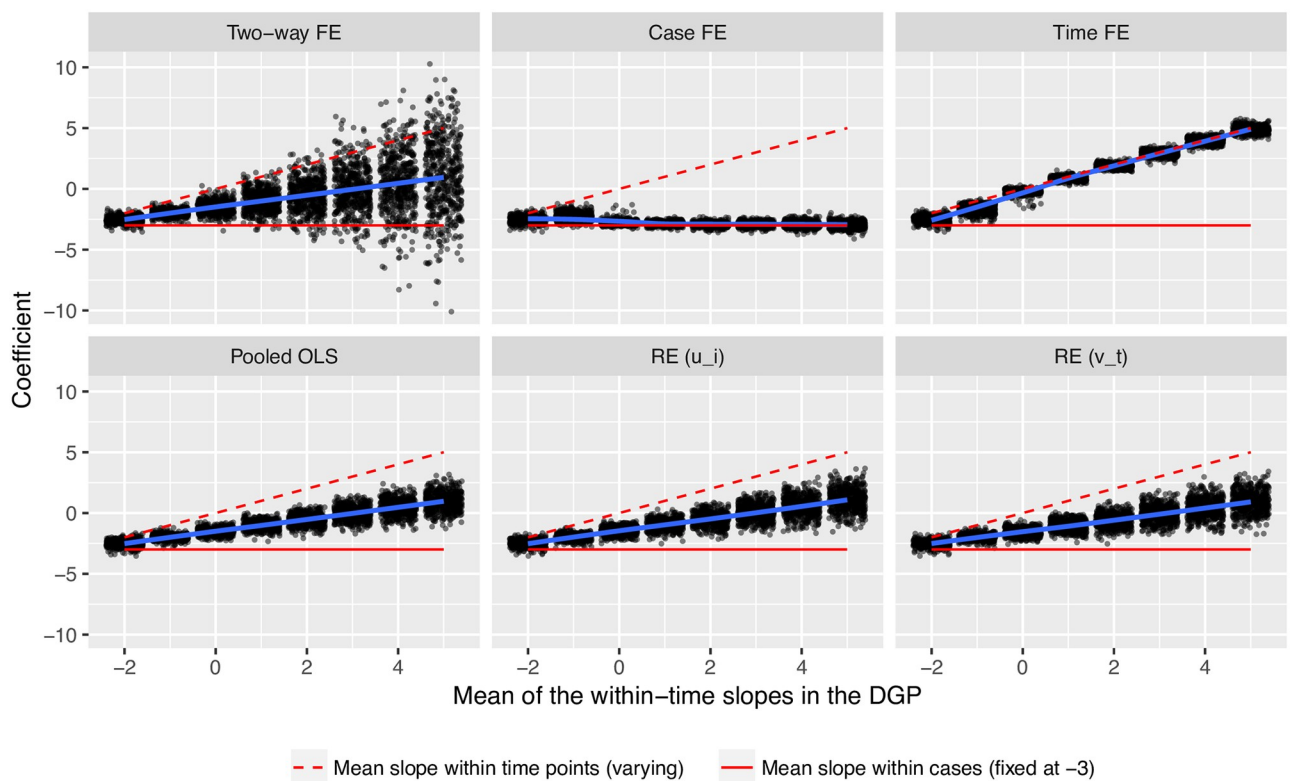 Two−way FE
Case FE
Time FE
10
5
0
−5
−10
Pooled OLS
RE (u_i)
RE (v_t)
10
5
0
−5
−10
Coefficient
−2 0 2 4
−2 0 2 4
−2 0 2 4
Mean of the within−time slopes in the DGP
Mean slope within time points (varying)
Mean slope within cases (fixed at −3)